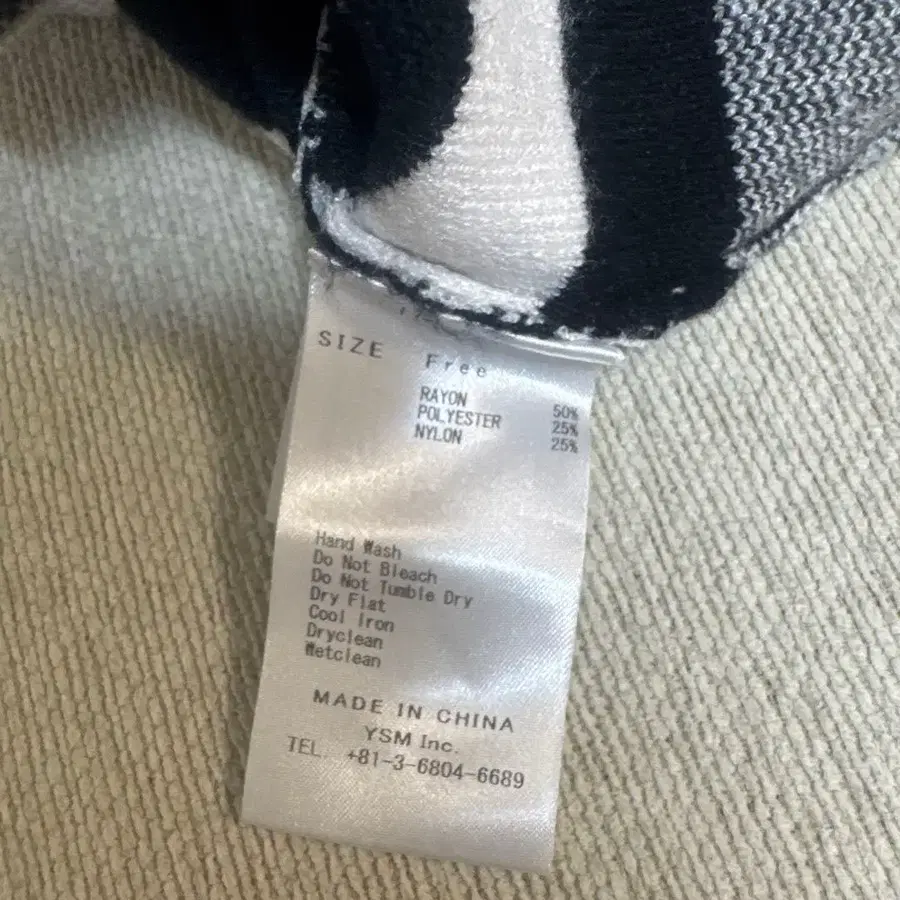 SIZE Free
RAYON 50%
POLYESTER 25%
NYLON 25%
Hand Wash
Do Not Bleach
Do Not Tumble Dry
Dry Flat
Cool Iron
Dryclean
Wetclean
MADE IN CHINA
YSM Inc.
TEL. +81-3-6804-6689